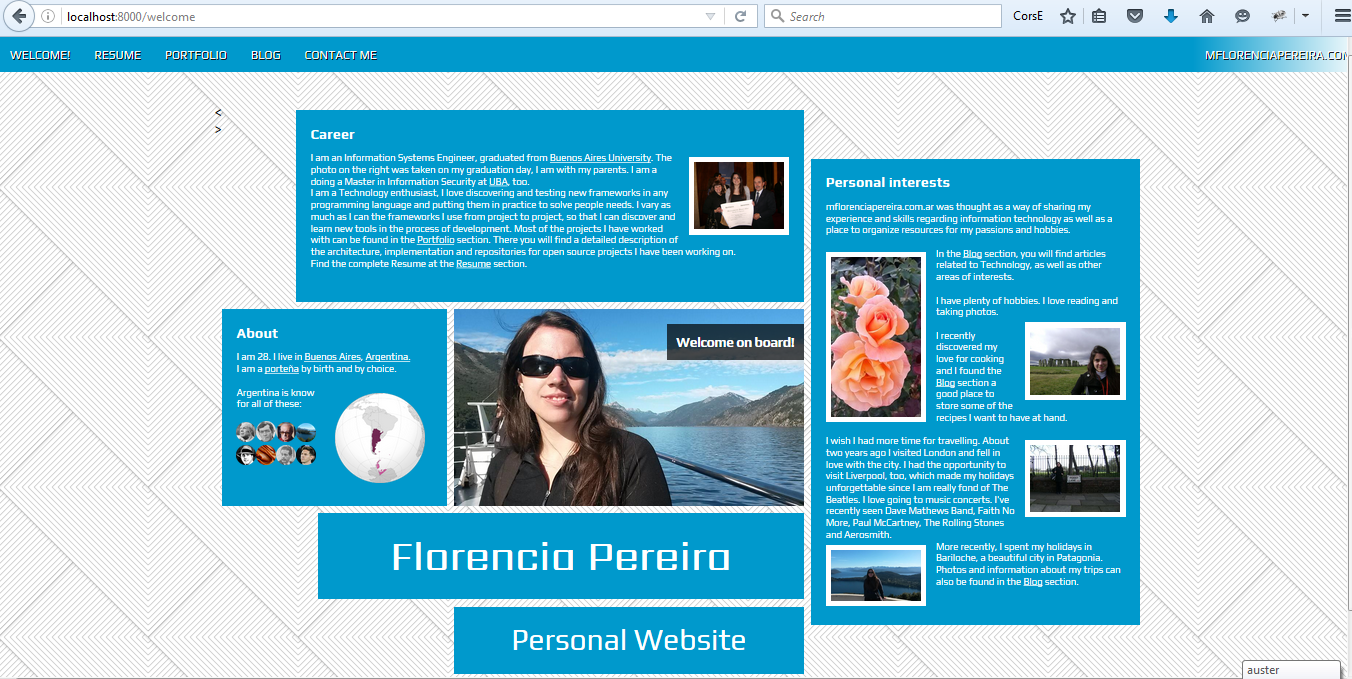 localhost:8000/welcome
Search
CorsE
WELCOME!
RESUME
PORTFOLIO
BLOG
CONTACT ME
MFLORENCIAPEREIRA.COM
<
>
Career
I am an Information Systems Engineer, graduated from Buenos Aires University. The
photo on the right was taken on my graduation day, I am with my parents. I am a
doing a Master in Information Security at UBA, too.
I am a Technology enthusiast, I love discovering and testing new frameworks in any
programming language and putting them in practice to solve people needs. I vary as
much as I can the frameworks I use from project to project, so that I can discover and
learn new tools in the process of development. Most of the projects I have worked
with can be found in the Portfolio section. There you will find a detailed description of
the architecture, implementation and repositories for open source projects I have been working on.
Find the complete Resume at the Resume section.
About
I am 28. I live in Buenos Aires, Argentina.
I am a porteña by birth and by choice.
Argentina is know
for all of these:
Welcome on board!
Florencia Pereira
Personal Website
Personal interests
mflorenciapereira.com.ar was thought as a way of sharing my
experience and skills regarding information technology as well as a
place to organize resources for my passions and hobbies.
In the Blog section, you will find articles
related to Technology, as well as other
areas of interests.
I have plenty of hobbies. I love reading and
taking photos.
I recently
discovered my
love for cooking
and I found the
Blog section a
good place to
store some of the
recipes I want to have at hand.
I wish I had more time for travelling. About
two years ago I visited London and fell in
love with the city. I had the opportunity to
visit Liverpool, too, which made my holidays
unforgettable since I am really fond of The
Beatles. I love going to music concerts. I've
recently seen Dave Mathews Band, Faith No
More, Paul McCartney, The Rolling Stones
and Aerosmith.
More recently, I spent my holidays in
Bariloche, a beautiful city in Patagonia.
Photos and information about my trips can
also be found in the Blog section.
auster